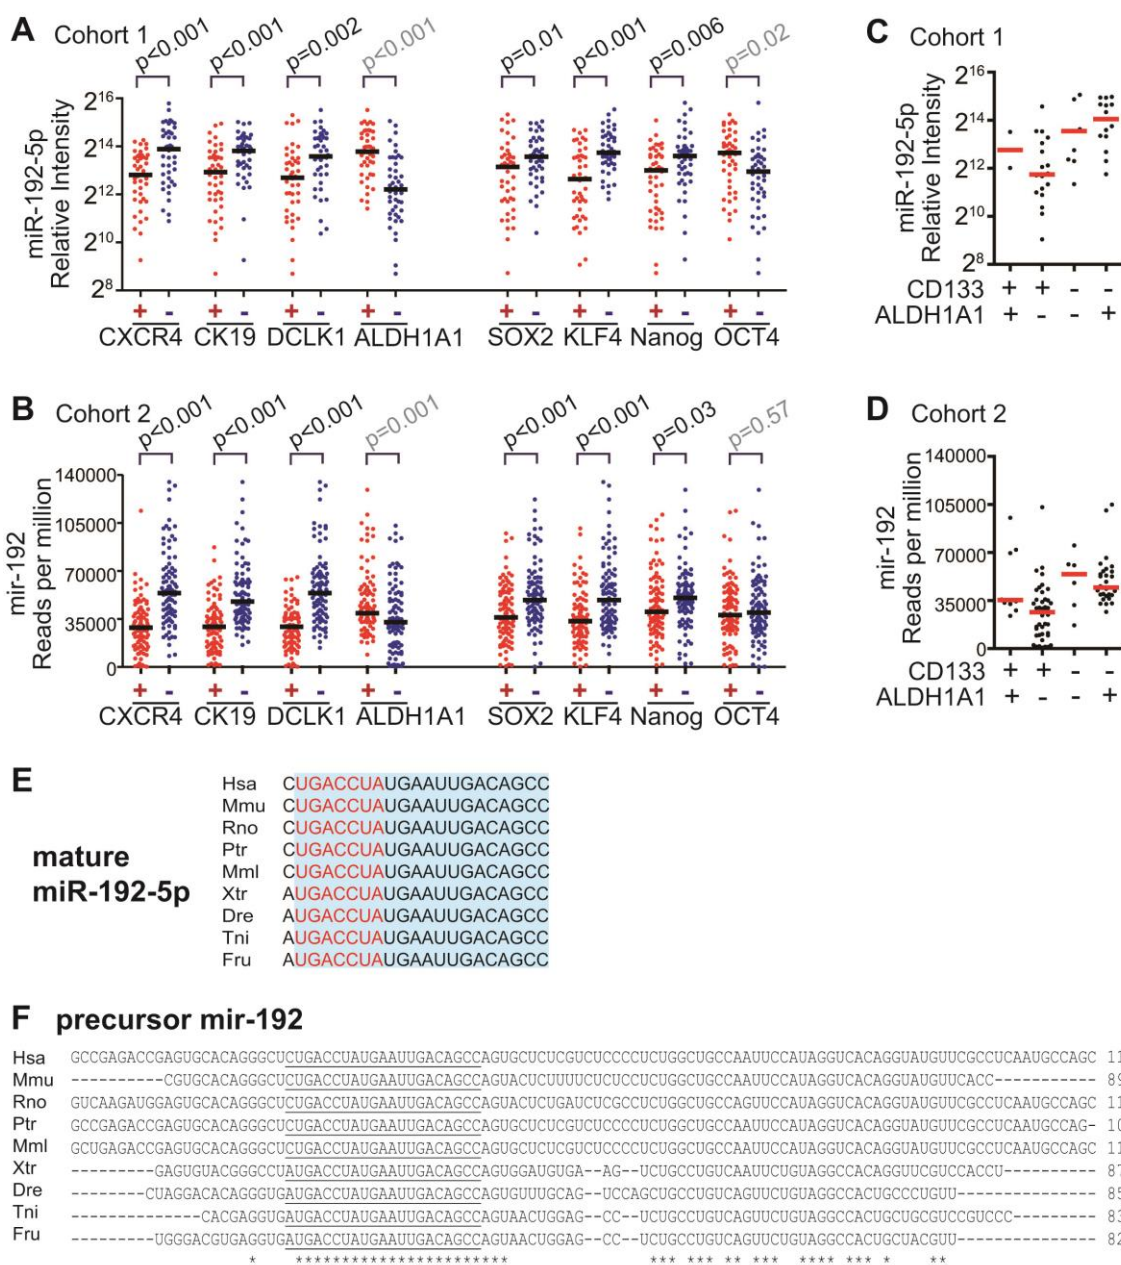 A Cohort 1
p<0.001 p<0.001 p=0.002 p<0.001 p=0.01 p<0.001 p=0.006 p=0.02
miR-192-5p
Relative Intensity
2^16
2^14
2^12
2^10
2^8
+ - + - + - + - + - + - + - + -
CXCR4 CK19 DCLK1 ALDH1A1 SOX2 KLF4 Nanog OCT4
C Cohort 1
miR-192-5p
Relative Intensity
2^16
2^14
2^12
2^10
2^8
CD133 + + - -
ALDH1A1 + - - +
B Cohort 2
p<0.001 p<0.001 p<0.001 p=0.001 p<0.001 p<0.001 p=0.03 p=0.57
mir-192
Reads per million
140000
105000
70000
35000
0
+ - + - + - + - + - + - + - + -
CXCR4 CK19 DCLK1 ALDH1A1 SOX2 KLF4 Nanog OCT4
D Cohort 2
mir-192
Reads per million
140000
105000
70000
35000
0
CD133 + + - -
ALDH1A1 + - - +
E
mature
miR-192-5p
Hsa CUGACCUAUGAAUUGACAGCC
Mmu CUGACCUAUGAAUUGACAGCC
Rno CUGACCUAUGAAUUGACAGCC
Ptr CUGACCUAUGAAUUGACAGCC
Mml CUGACCUAUGAAUUGACAGCC
Xtr AUGACCUAUGAAUUGACAGCC
Dre AUGACCUAUGAAUUGACAGCC
Tni AUGACCUAUGAAUUGACAGCC
Fru AUGACCUAUGAAUUGACAGCC
F precursor mir-192
Hsa GCCGAGACCGAGUGCACAGGGCUCUGACCUAUGAAUUGACAGCCAGUGCUCUCGUCUCCCCUCUGGCUGCCAAUUCCAUAGGUCACAGGUAUGUUCGCCUCAAUGCCAGC 11
Mmu ----------CGUGCACAGGGCUCUGACCUAUGAAUUGACAGCCAGUACUCUUUUCUCUCCUCUGGCUGCCAAUUCCAUAGGUCACAGGUAUGUUCACC----------- 89
Rno GUCAAGAUGGAGUGCACAGGGCUCUGACCUAUGAAUUGACAGCCAGUACUCUGAUCUCGCCUCUGGCUGCCAAUUCCAUAGGUCACAGGUAUGUUCGCCUCAAUGCCAGC 11
Ptr GCCGAGACCGAGUGCACAGGGCUCUGACCUAUGAAUUGACAGCCAGUGCUCUCGUCUCCCCUCUGGCUGCCAAUUCCAUAGGUCACAGGUAUGUUCGCCUCAAUGCCAG- 10
Mml GCUGAGACCGAGUGCACAGGGCUCUGACCUAUGAAUUGACAGCCAGUGCUCUCGUCUCCCCUCUGGCUGCCAAUUCCAUAGGUCACAGGUAUGUUCGCCUCAAUGCCAGC 11
Xtr ---------GAGUGUACGGGCCUAUGACCUAUGAAUUGACAGCCAGUGGAUGUGA--AG--UCUGCCUGUCAAUUCUGUAGGCCACAGGUUCGUCCACCU---------- 87
Dre --------CUAGGACACAGGGUGAUGACCUAUGAAUUGACAGCCAGUGUUUGCAG--UCCAGCUGCCUGUCAGUUCUGUAGGCCACUGCCCUGUU--------------- 85
Tni --------------CACGAGGUGAUGACCUAUGAAUUGACAGCCAGUAACUGGAG--CC--UCUGCCUGUCAGUUCUGUAGGCCACUGCUGCGUCCGUCCC--------- 83
Fru ---------UGGGACGUGAGGUGAUGACCUAUGAAUUGACAGCCAGUAACUGGAG--CC--UCUGCCUGUCAGUUCUGUAGGCCACUGCUACGUU--------------- 82
* *********************** *** *** ** *** **** *** * **